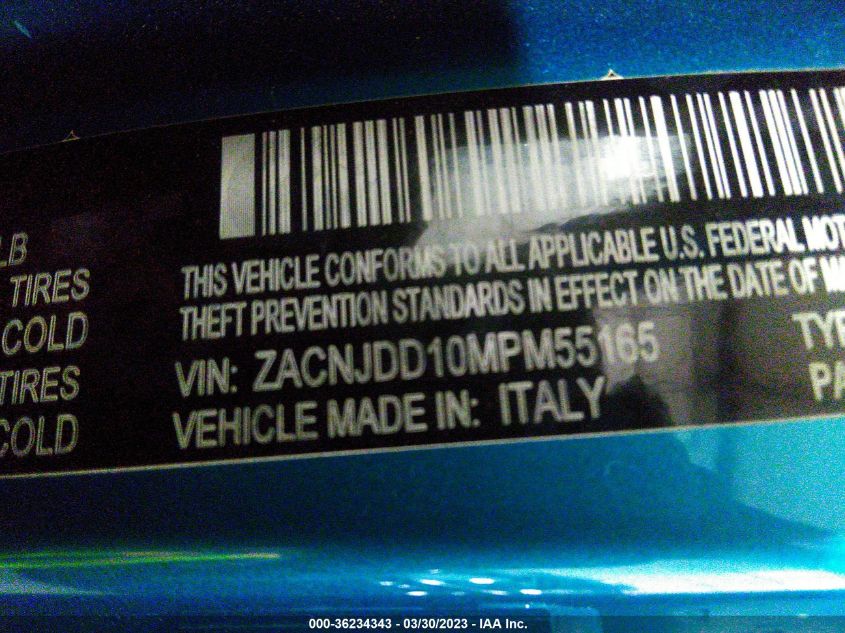 LB
TIRES
COLD
TIRES
COLD
THIS VEHICLE CONFORMS TO ALL APPLICABLE U.S. FEDERAL MOT
THEFT PREVENTION STANDARDS IN EFFECT ON THE DATE OF MA
VIN: ZACNJDD10MPM55165
VEHICLE MADE IN: ITALY
TYP
PA
000-36234343 - 03/30/2023 - IAA Inc.